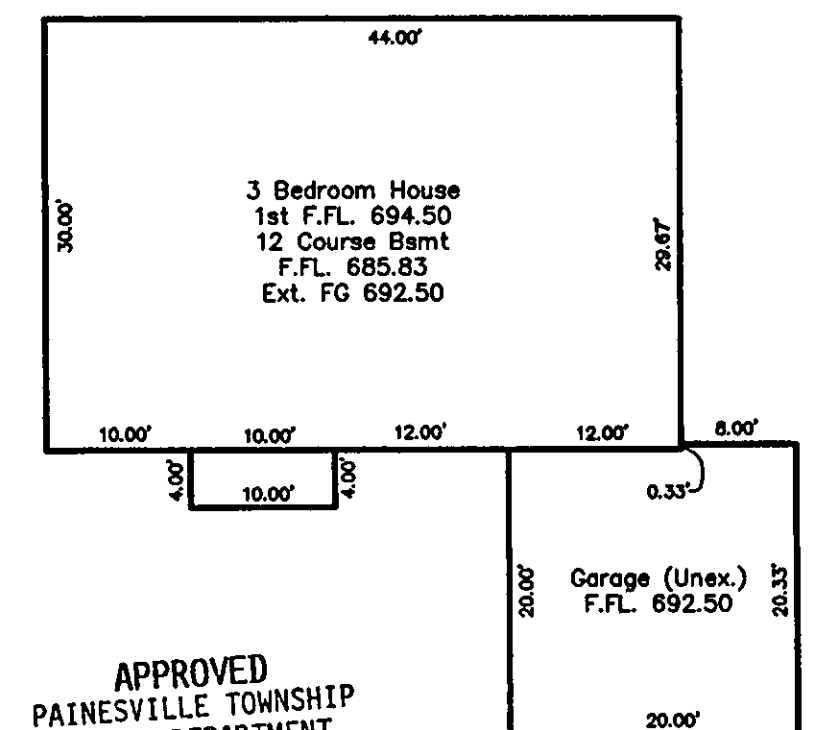 44.00'
3 Bedroom House
1st F.FL. 694.50
12 Course Bsmt
F.FL. 685.83
Ext. FG 692.50
30.00'
29.67'
10.00'
10.00'
12.00'
12.00'
8.00'
4.00'
10.00'
4.00'
0.33'
20.00'
Garage (Unex.)
F.FL. 692.50
20.33'
20.00'
APPROVED
PAINESVILLE TOWNSHIP
DEPARTMENT